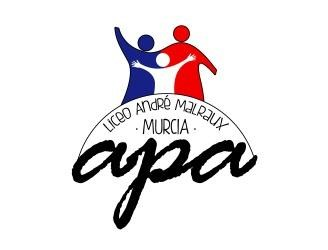 Liceo André Malraux
· MURCIA ·
apa